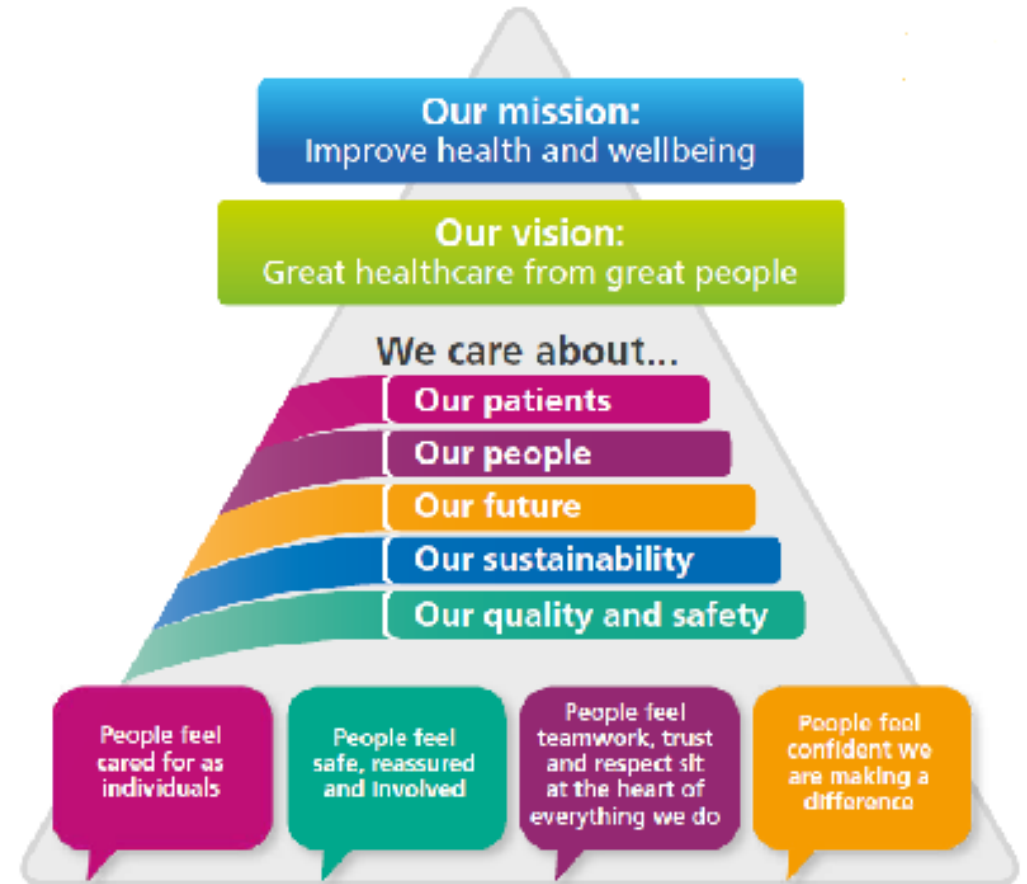 Our mission:
Improve health and wellbeing
Our vision:
Great healthcare from great people
We care about...
Our patients
Our people
Our future
Our sustainability
Our quality and safety
People feel
cared for as
individuals
People feel
safe, reassured
and involved
People feel
teamwork, trust
and respect sit
at the heart of
everything we do
People feel
confident we
are making a
difference